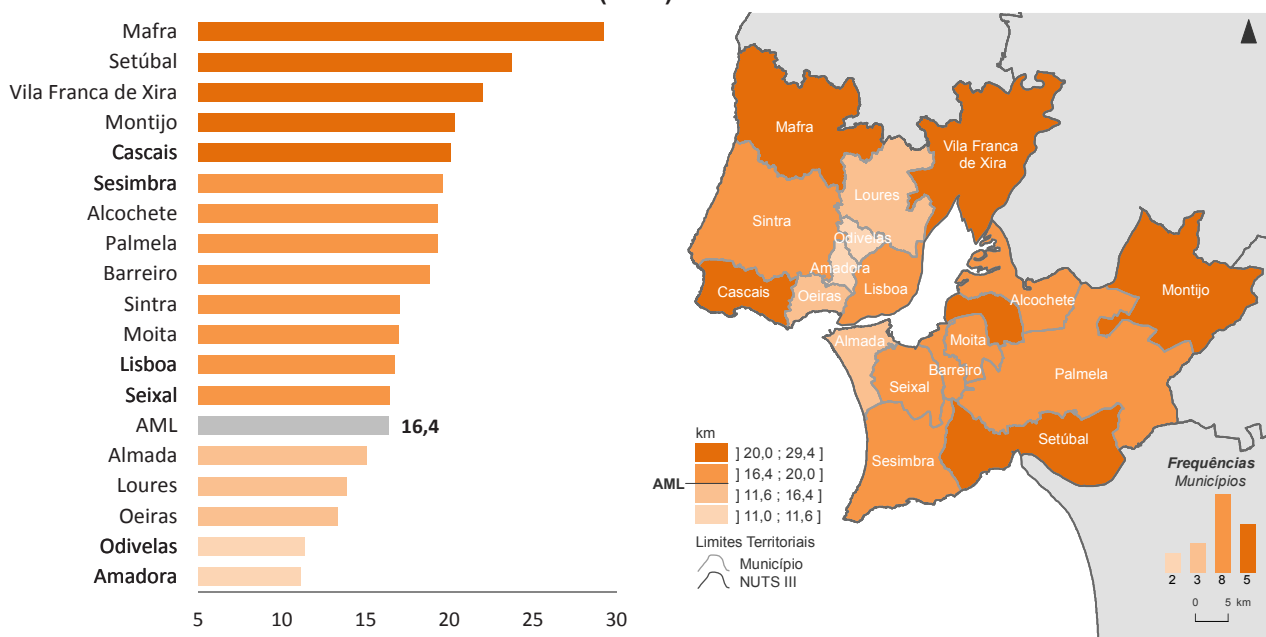 Mafra
Setúbal
Vila Franca de Xira
Montijo
Cascais
Sesimbra
Alcochete
Palmela
Barreiro
Sintra
Moita
Lisboa
Seixal
AML
16,4
Almada
Loures
Oeiras
Odivelas
Amadora
5 10 15 20 25 30
Mafra
Vila Franca
de Xira
Loures
Sintra
Odivelas
Amadora
Cascais
Oeiras
Lisboa
Alcochete
Montijo
Almada
Moita
Barreiro
Seixal
Palmela
Setúbal
Sesimbra
km
] 20,0 ; 29,4 ]
] 16,4 ; 20,0 ]
AML
] 11,6 ; 16,4 ]
] 11,0 ; 11,6 ]
Limites Territoriais
Município
NUTS III
Frequências
Municípios
2 3 8 5
0 5 km